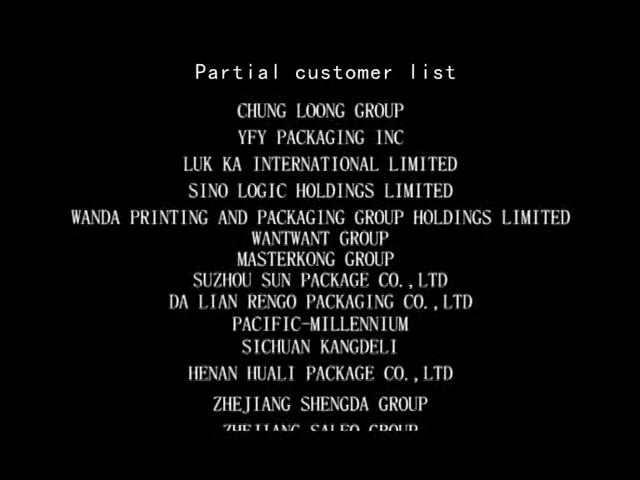 Partial customer list
CHUNG LOONG GROUP
YFY PACKAGING INC
LUK KA INTERNATIONAL LIMITED
SINO LOGIC HOLDINGS LIMITED
WANDA PRINTING AND PACKAGING GROUP HOLDINGS LIMITED
WANTWANT GROUP
MASTERKONG GROUP
SUZHOU SUN PACKAGE CO.,LTD
DA LIAN RENGO PACKAGING CO.,LTD
PACIFIC-MILLENNIUM
SICHUAN KANGDELI
HENAN HUALI PACKAGE CO.,LTD
ZHEJIANG SHENGDA GROUP
ZHEJIANG GROUP